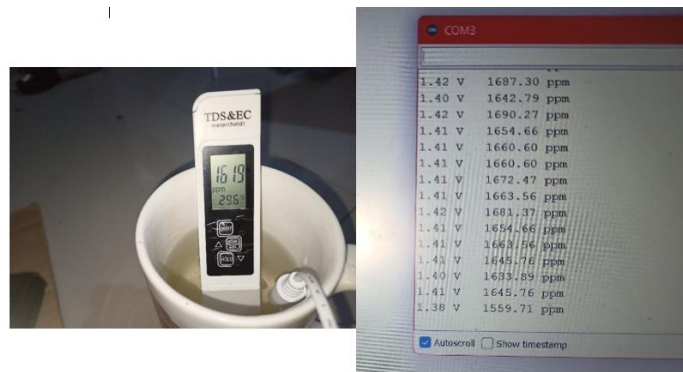 TDS&EC
meter(hold)
1619
ppm
29.6
HOLD
COM3
1.42 V 1687.30 ppm
1.40 V 1642.79 ppm
1.42 V 1690.27 ppm
1.41 V 1654.66 ppm
1.41 V 1660.60 ppm
1.41 V 1660.60 ppm
1.41 V 1672.47 ppm
1.41 V 1663.56 ppm
1.42 V 1681.37 ppm
1.41 V 1654.66 ppm
1.41 V 1663.56 ppm
1.41 V 1645.76 ppm
1.40 V 1633.89 ppm
1.41 V 1645.76 ppm
1.38 V 1559.71 ppm
Autoscroll Show timestamp